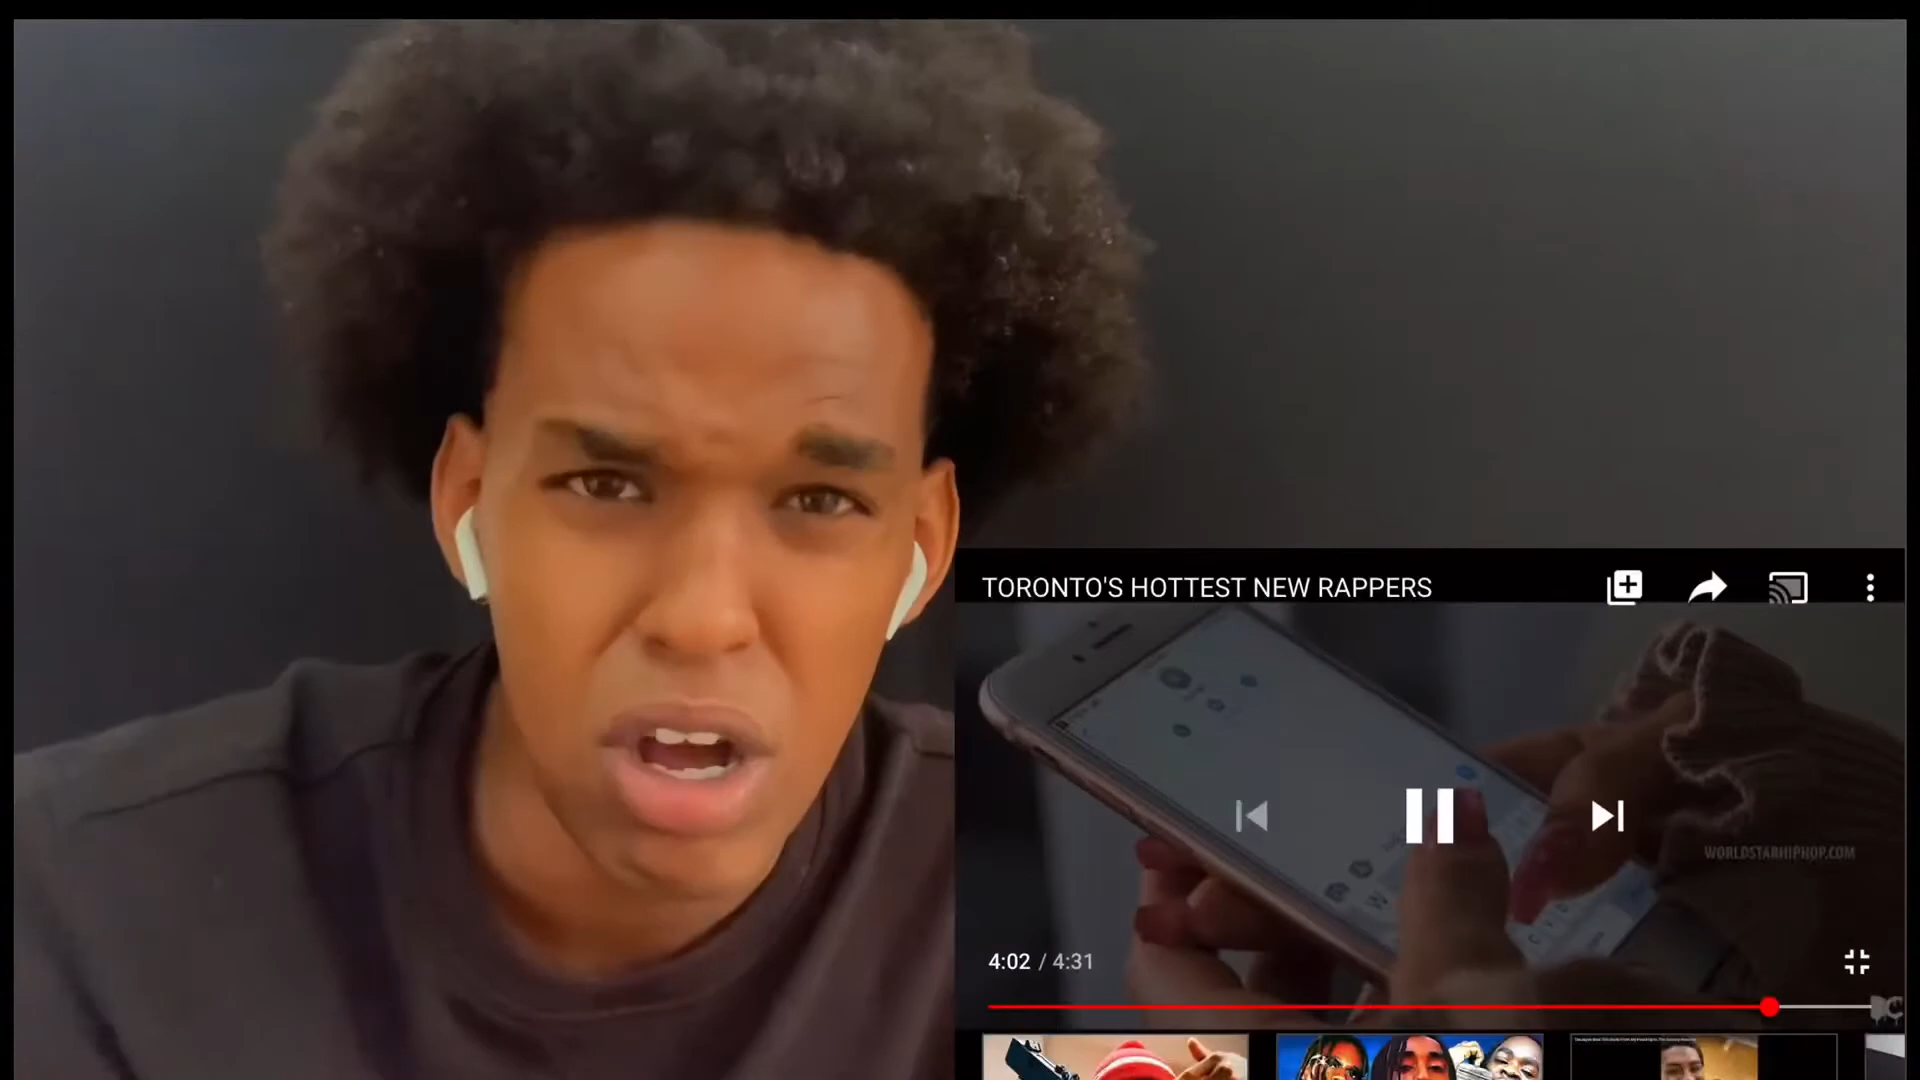 TORONTO'S HOTTEST NEW RAPPERS
WORLDSTARHIPHOP.COM
4:02 / 4:31